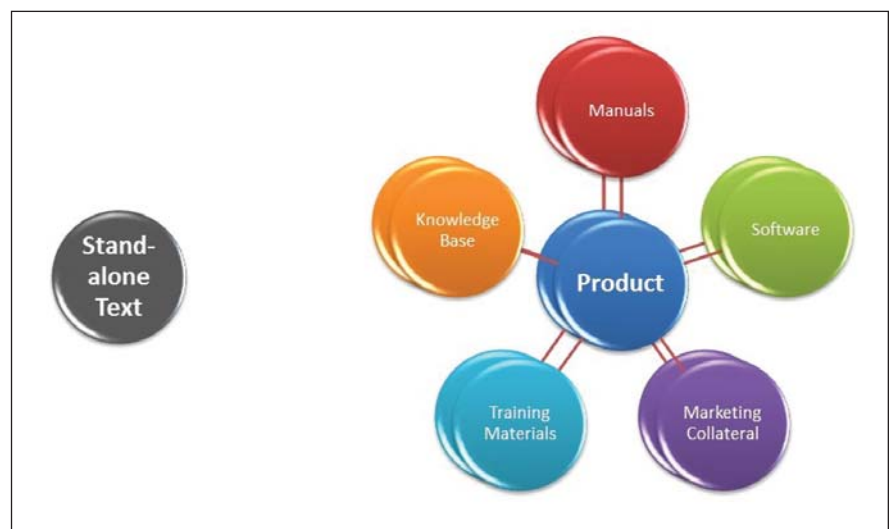 Stand-
alone
Text
Manuals
Knowledge
Base
Software
Product
Training
Materials
Marketing
Collateral